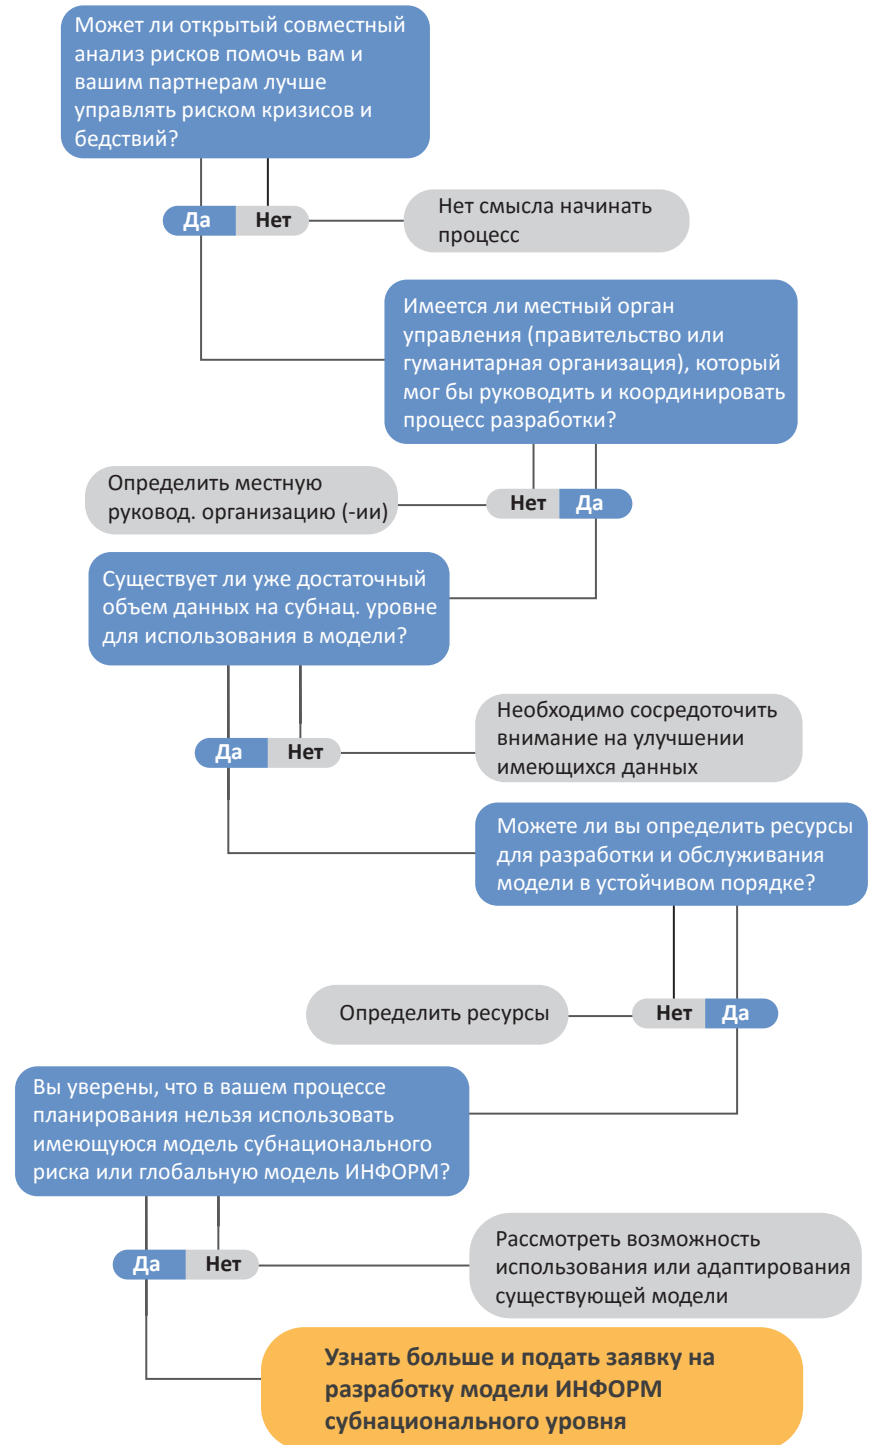 Может ли открытый совместный
анализ рисков помочь вам и
вашим партнерам лучше
управлять риском кризисов и
бедствий?
Да Нет
Нет смысла начинать
процесс
Имеется ли местный орган
управления (правительство или
гуманитарная организация), который
мог бы руководить и координировать
процесс разработки?
Нет Да
Определить местную
руковод. организацию (-ии)
Существует ли уже достаточный
объем данных на субнац. уровне
для использования в модели?
Да Нет
Необходимо сосредоточить
внимание на улучшении
имеющихся данных
Можете ли вы определить ресурсы
для разработки и обслуживания
модели в устойчивом порядке?
Нет Да
Определить ресурсы
Вы уверены, что в вашем процессе
планирования нельзя использовать
имеющуюся модель субнационального
риска или глобальную модель ИНФОРМ?
Да Нет
Рассмотреть возможность
использования или адаптирования
существующей модели
Узнать больше и подать заявку на
разработку модели ИНФОРМ
субнационального уровня